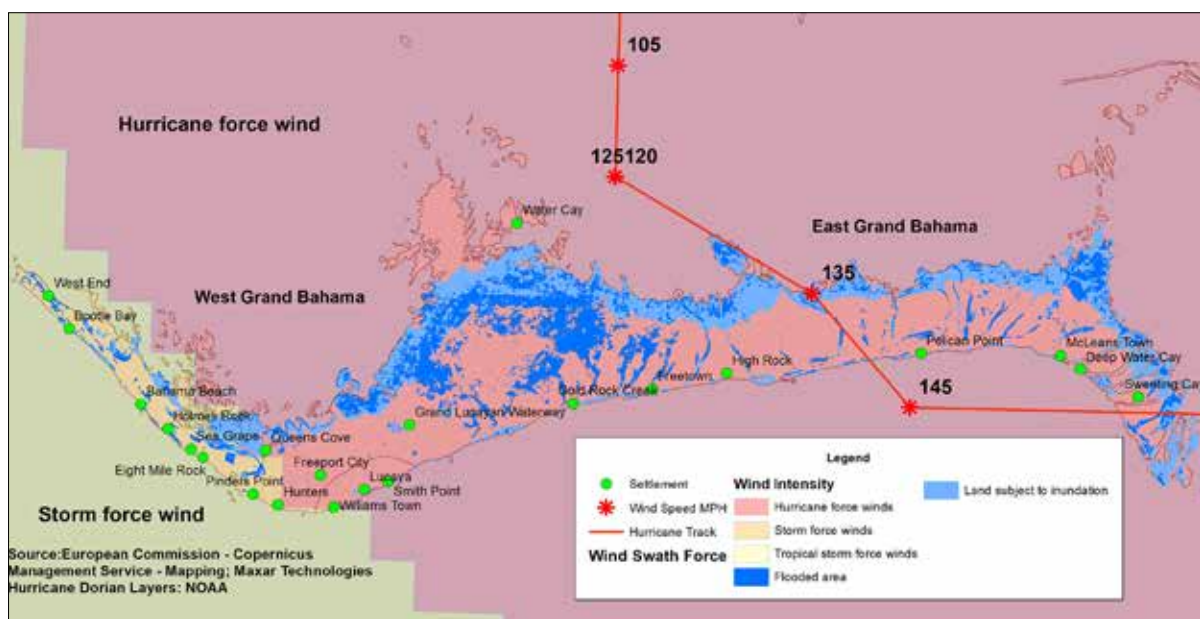 105
Hurricane force wind
125120
Water Cay
East Grand Bahama
135
West End
West Grand Bahama
Bootle Bay
Pelican Point
McLeans Town
High Rock
Deep Water Cay
Freetown
Bahama Beach
Gold Rock Creak
Sweeting Ca
145
Holmes Rock
Grand Lucayan Waterway
Sea Grape
Queens Cove
Eight Mile Rock
Freeport City
Pinders Point
Lucaya
Smith Point
Hunters
Williams Town
Storm force wind
Legend
Settlement
Wind Speed MPH
Hurricane Track
Wind Swath Force
Wind Intensity
Hurricane force winds
Storm force winds
Tropical storm force winds
Flooded area
Land subject to inundation
Source:European Commission - Copernicus
Management Service - Mapping; Maxar Technologies
Hurricane Dorian Layers: NOAA